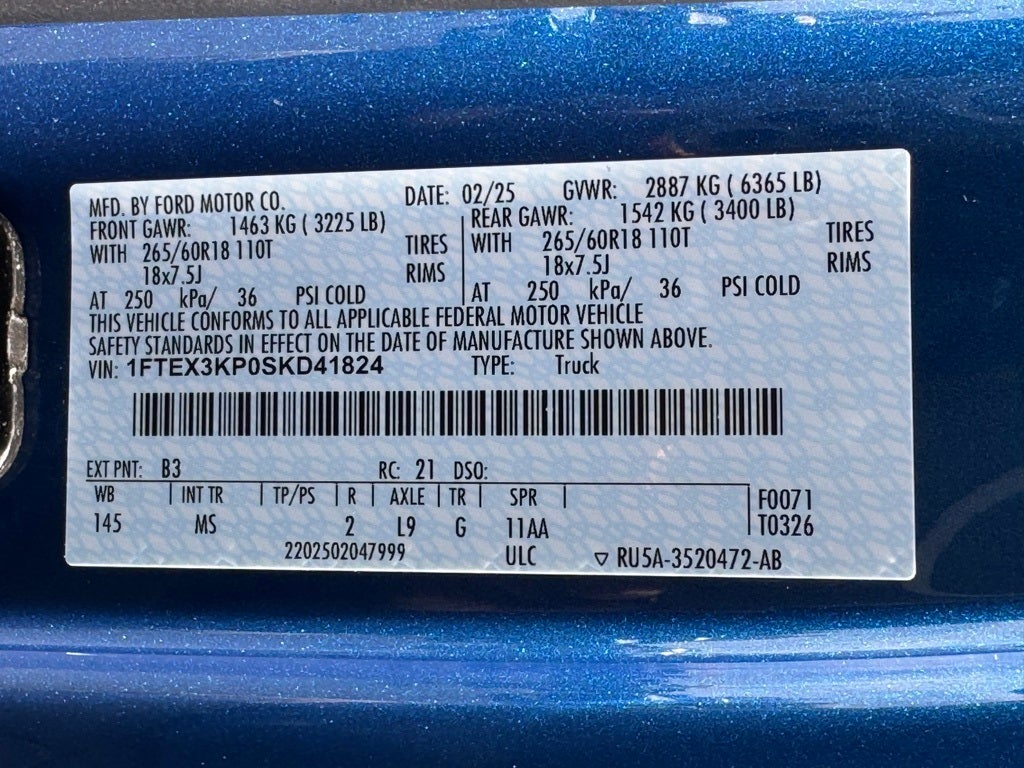 MFD. BY FORD MOTOR CO. DATE: 02/25 GVWR: 2887 KG ( 6365 LB)
FRONT GAWR: 1463 KG ( 3225 LB) REAR GAWR: 1542 KG ( 3400 LB)
WITH 265/60R18 110T TIRES WITH 265/60R18 110T TIRES
18x7.5J RIMS 18x7.5J RIMS
AT 250 kPa/ 36 PSI COLD AT 250 kPa/ 36 PSI COLD
THIS VEHICLE CONFORMS TO ALL APPLICABLE FEDERAL MOTOR VEHICLE
SAFETY STANDARDS IN EFFECT ON THE DATE OF MANUFACTURE SHOWN ABOVE.
VIN: 1FTEX3KP0SKD41824 TYPE: Truck
EXT PNT: B3 RC: 21 DSO:
WB INT TR TP/PS R AXLE TR SPR F0071
145 MS 2 L9 G 11AA T0326
2202502047999 ULC ▽ RU5A-3520472-AB